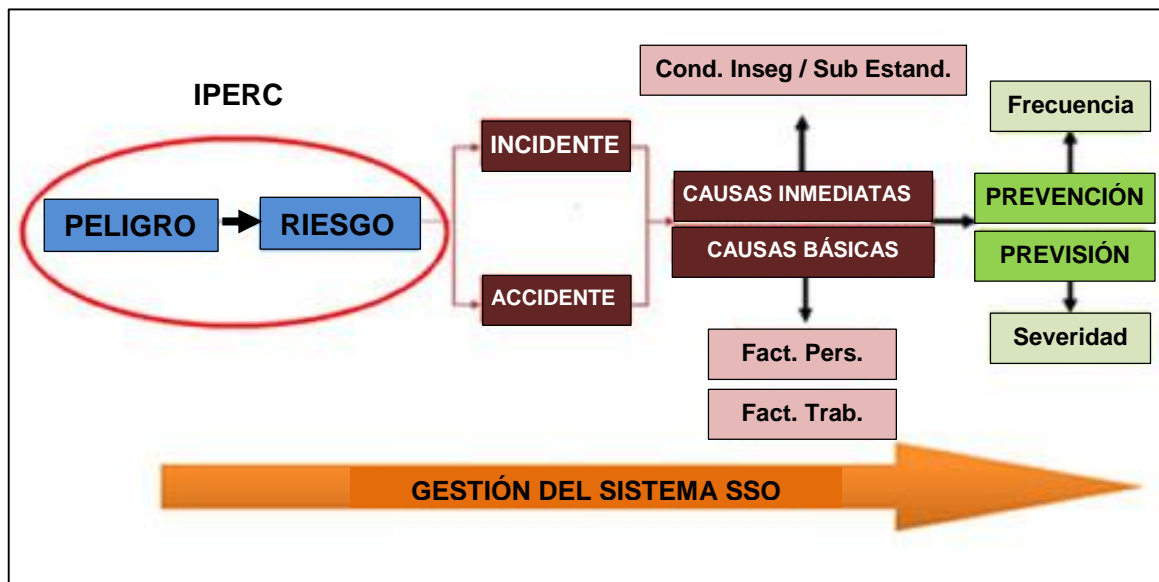 IPERC
PELIGRO
RIESGO
INCIDENTE
ACCIDENTE
Cond. Inseg / Sub Estand.
CAUSAS INMEDIATAS
CAUSAS BÁSICAS
Fact. Pers.
Fact. Trab.
Frecuencia
PREVENCIÓN
PREVISIÓN
Severidad
GESTIÓN DEL SISTEMA SSO